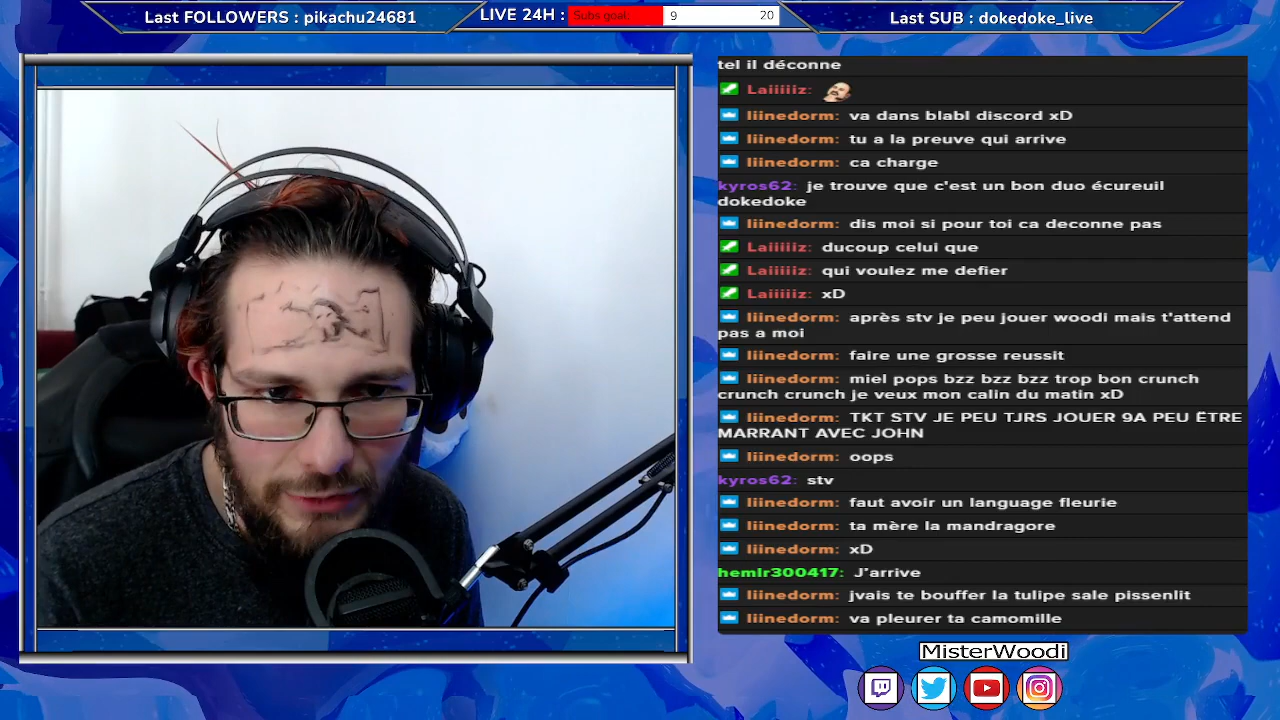 Last FOLLOWERS : pikachu24681
LIVE 24H :
Subs goal:
9
20
Last SUB : dokedoke_live
tel il déconne
Laiiiiiz:
liinedorm: va dans blabl discord xD
liinedorm: tu a la preuve qui arrive
liinedorm: ca charge
kyros62: je trouve que c'est un bon duo écureuil
dokedoke
liinedorm: dis moi si pour toi ca deconne pas
Laiiiiiz: ducoup celui que
Laiiiiiz: qui voulez me defier
Laiiiiiz: xD
liinedorm: après stv je peu jouer woodi mais t'attend
pas a moi
liinedorm: faire une grosse reussit
liinedorm: miel pops bzz bzz bzz trop bon crunch
crunch crunch je veux mon calin du matin xD
liinedorm: TKT STV JE PEU TJRS JOUER 9A PEU ËTRE
MARRANT AVEC JOHN
liinedorm: oops
kyros62: stv
liinedorm: faut avoir un language fleurie
liinedorm: ta mère la mandragore
liinedorm: xD
hemlr300417: J'arrive
liinedorm: jvais te bouffer la tulipe sale pissenlit
liinedorm: va pleurer ta camomille
MisterWoodi